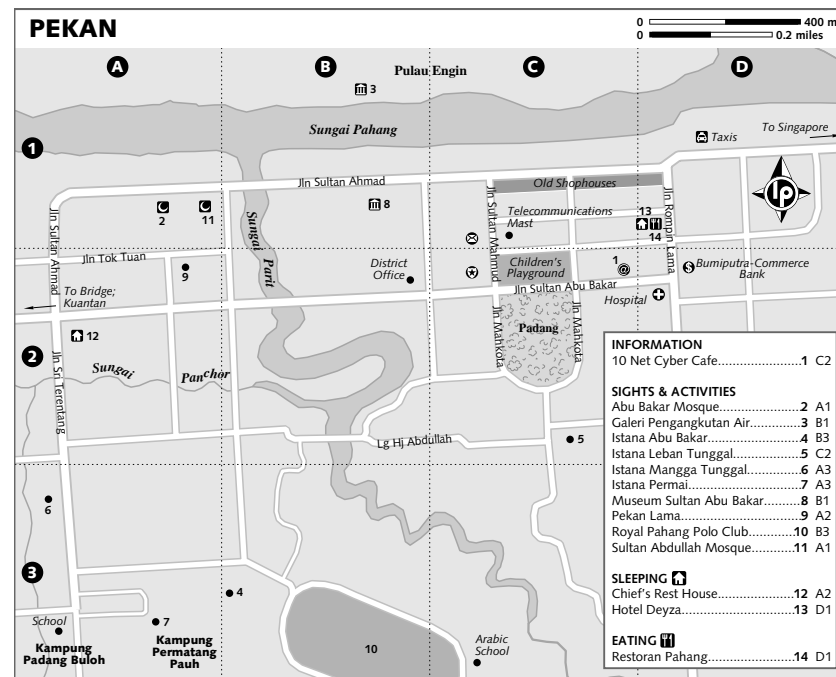 PEKAN
0 400 m
0 0.2 miles
A
B
C
D
Pulau Engin
3
Sungai Pahang
Taxis
To Singapore
1
Jln Sultan Ahmad
Old Shophouses
lp
2
11
8
Jln Sultan Mahmud
Telecommunications
Mast
13
14
Jln Rompin Lama
Jln Sultan Ahmad
Sungai Parit
Jln Tok Tuan
9
District
Office
Children's
Playground
1
@
$
Bumiputra-Commerce
Bank
Jln Sultan Abu Bakar
To Bridge;
Kuantan
Hospital
12
Jln Mahkota
Padang
Jln Mahkota
2
Jln Sri Terentang
Sungai Panchor
Lg Hj Abdullah
5
6
3
4
School
7
Kampung
Padang Buloh
Kampung
Permatang
Pauh
10
Arabic
School
INFORMATION
10 Net Cyber Cafe.......................1 C2
SIGHTS & ACTIVITIES
Abu Bakar Mosque.......................2 A1
Galeri Pengangkutan Air..............3 B1
Istana Abu Bakar.........................4 B3
Istana Leban Tunggal...................5 C2
Istana Mangga Tunggal...............6 A3
Istana Permai..............................7 A3
Museum Sultan Abu Bakar...........8 B1
Pekan Lama.................................9 A2
Royal Pahang Polo Club.............10 B3
Sultan Abdullah Mosque............11 A1
SLEEPING
Chief's Rest House.....................12 A2
Hotel Deyza...............................13 D1
EATING
Restoran Pahang........................14 D1